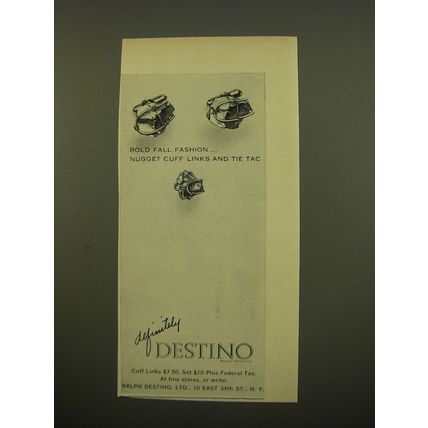 BOLD FALL FASHION...
NUGGET CUFF LINKS AND TIE TAC
definitely
DESTINO
Cuff Links $7.50, Set $10 Plus Federal Tax.
At fine stores, or write:
RALPH DESTINO, LTD., 10 EAST 34th ST., N. Y.